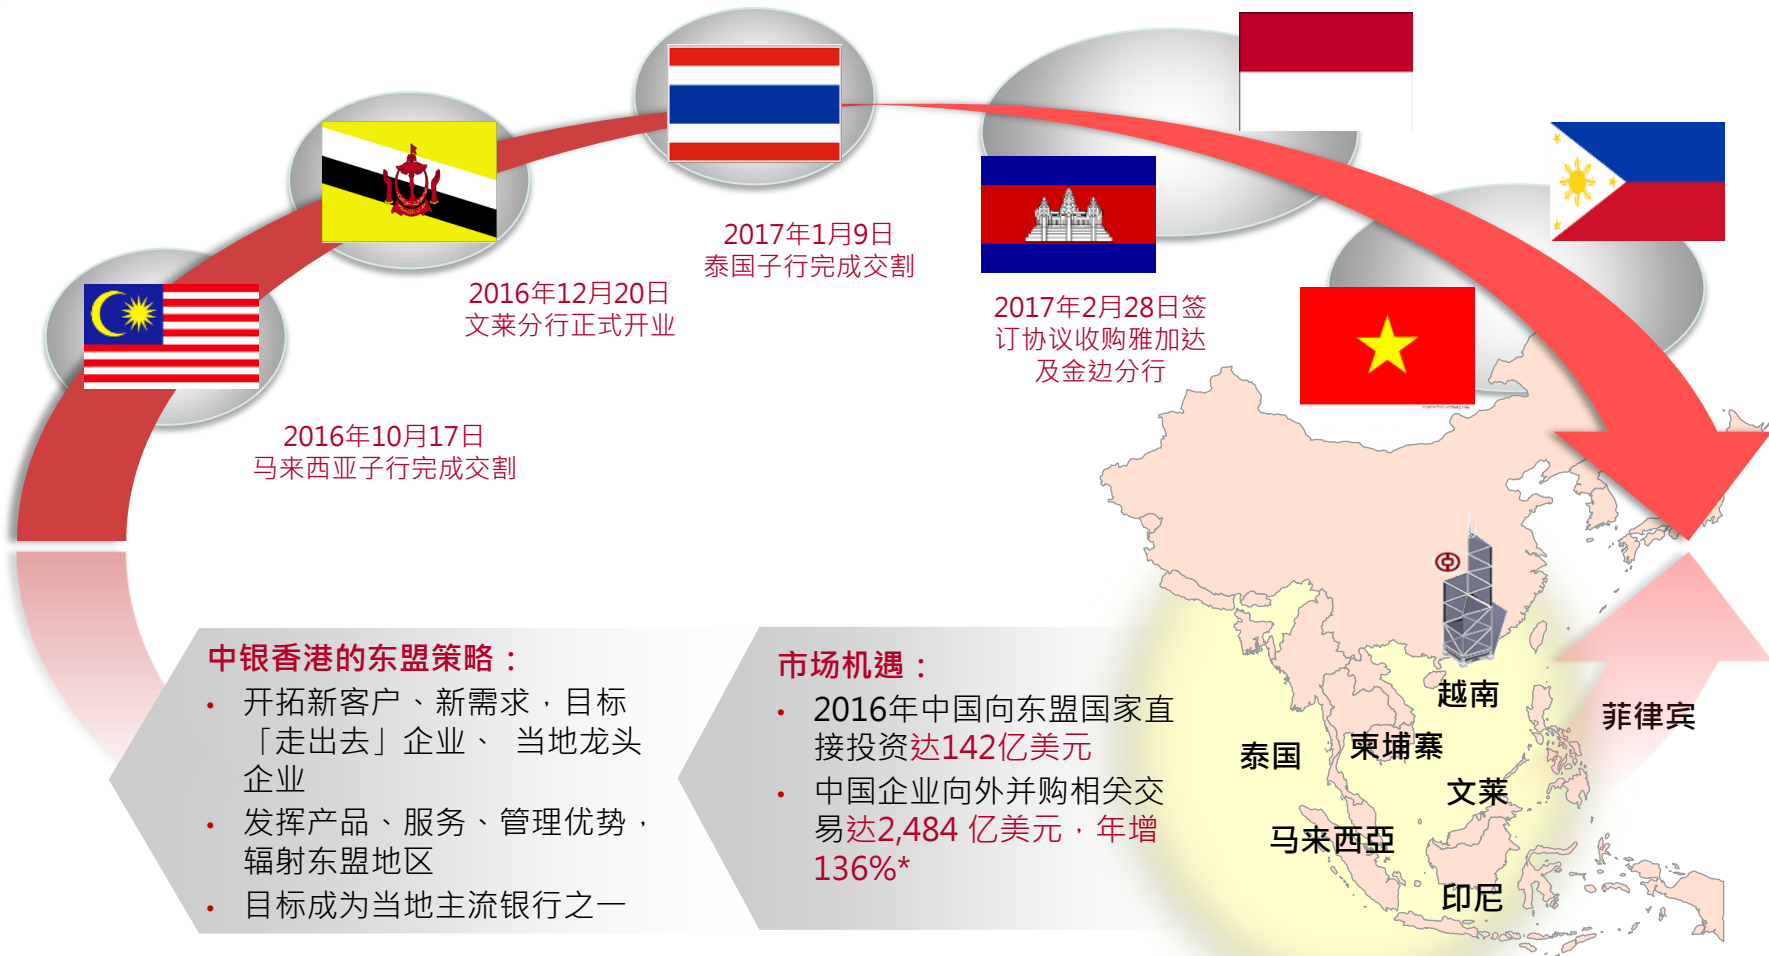 2017年1月9日
泰国子行完成交割
2016年12月20日
文莱分行正式开业
2017年2月28日签
订协议收购雅加达
及金边分行
2016年10月17日
马来西亚子行完成交割
中银香港的东盟策略：
• 开拓新客户、新需求，目标
「走出去」企业、 当地龙头
企业
• 发挥产品、服务、管理优势，
辐射东盟地区
• 目标成为当地主流银行之一
市场机遇：
• 2016年中国向东盟国家直
接投资达142亿美元
• 中国企业向外并购相关交
易达2,484 亿美元，年增
136%*
越南
菲律宾
泰国
柬埔寨
文莱
马来西亞
印尼